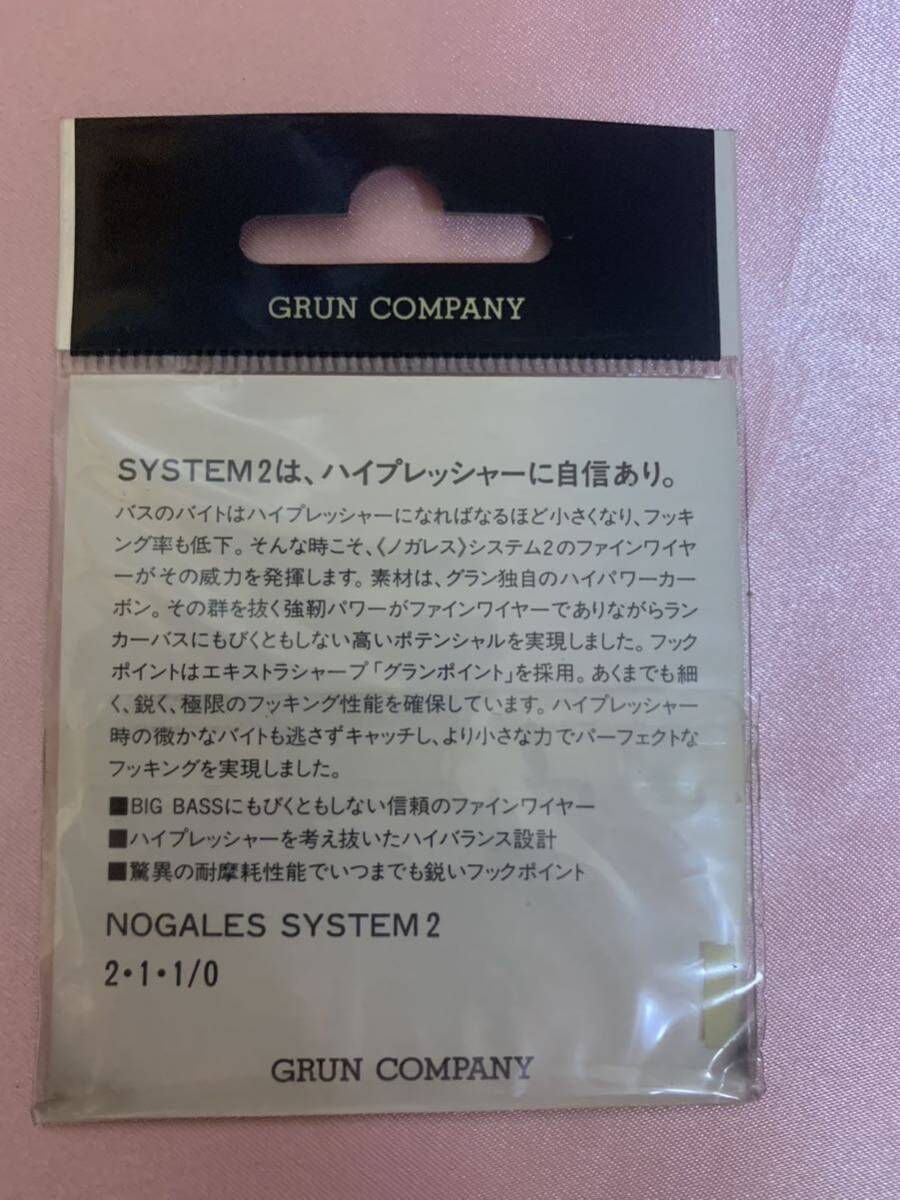 GRUN COMPANY
SYSTEM2は、ハイプレッシャーに自信あり。
バスのバイトはハイプレッシャーになればなるほど小さくなり、フッキ
ング率も低下。そんな時こそ、《ノガレス》システム2のファインワイヤ
ーがその威力を発揮します。素材は、グラン独自のハイパワーカー
ボン。その群を抜く強靭パワーがファインワイヤーでありながらラン
カーバスにもびくともしない高いポテンシャルを実現しました。フック
ポイントはエキストラシャープ「グランポイント」を採用。あくまでも細
く、鋭く、極限のフッキング性能を確保しています。ハイプレッシャー
時の微かなバイトも逃さずキャッチし、より小さな力でパーフェクトな
フッキングを実現しました。
■BIG BASSにもびくともしない信頼のファインワイヤー
■ハイプレッシャーを考え抜いたハイバランス設計
■驚異の耐摩耗性能でいつまでも鋭いフックポイント
NOGALES SYSTEM2
2・1・1/0
GRUN COMPANY